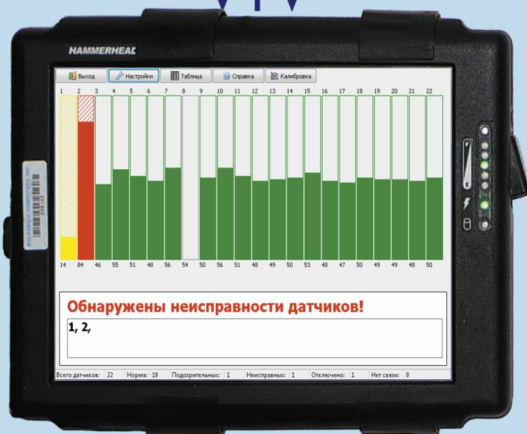 HAMMERHEAD
Выход Настройки Таблица Справка Калибровка
1 2 3 4 5 6 7 8 9 10 11 12 13 14 15 16 17 18 19 20 21 22
14 84 46 55 51 48 56 54 50 56 51 48 49 50 53 48 47 50 49 49 48 50
Обнаружены неисправности датчиков!
1, 2,
Всего датчиков: 22 Норма: 19 Подозрительных: 1 Неисправных: 1 Отключено: 1 Нет связи: 0